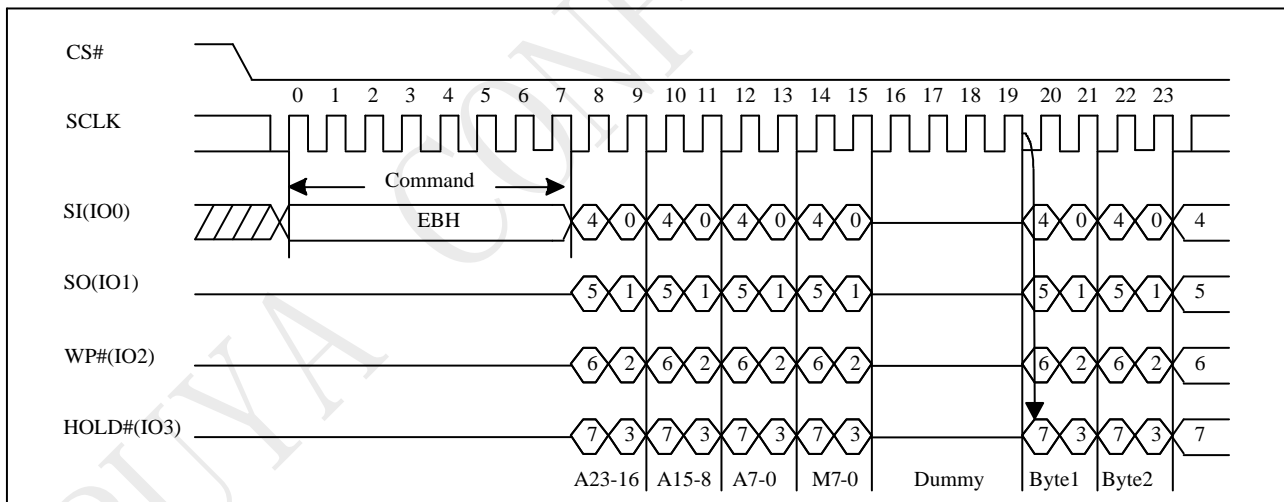 CS#
0 1 2 3 4 5 6 7 8 9 10 11 12 13 14 15 16 17 18 19 20 21 22 23
SCLK
Command
SI(IO0) EBH 4 0 4 0 4 0 4 0 4 0 4 0 4
SO(IO1) 5 1 5 1 5 1 5 1 5 1 5 1 5
WP#(IO2) 6 2 6 2 6 2 6 2 6 2 6 2 6
HOLD#(IO3) 7 3 7 3 7 3 7 3 7 3 7 3 7
A23-16 A15-8 A7-0 M7-0 Dummy Byte1 Byte2
PUYA CONF